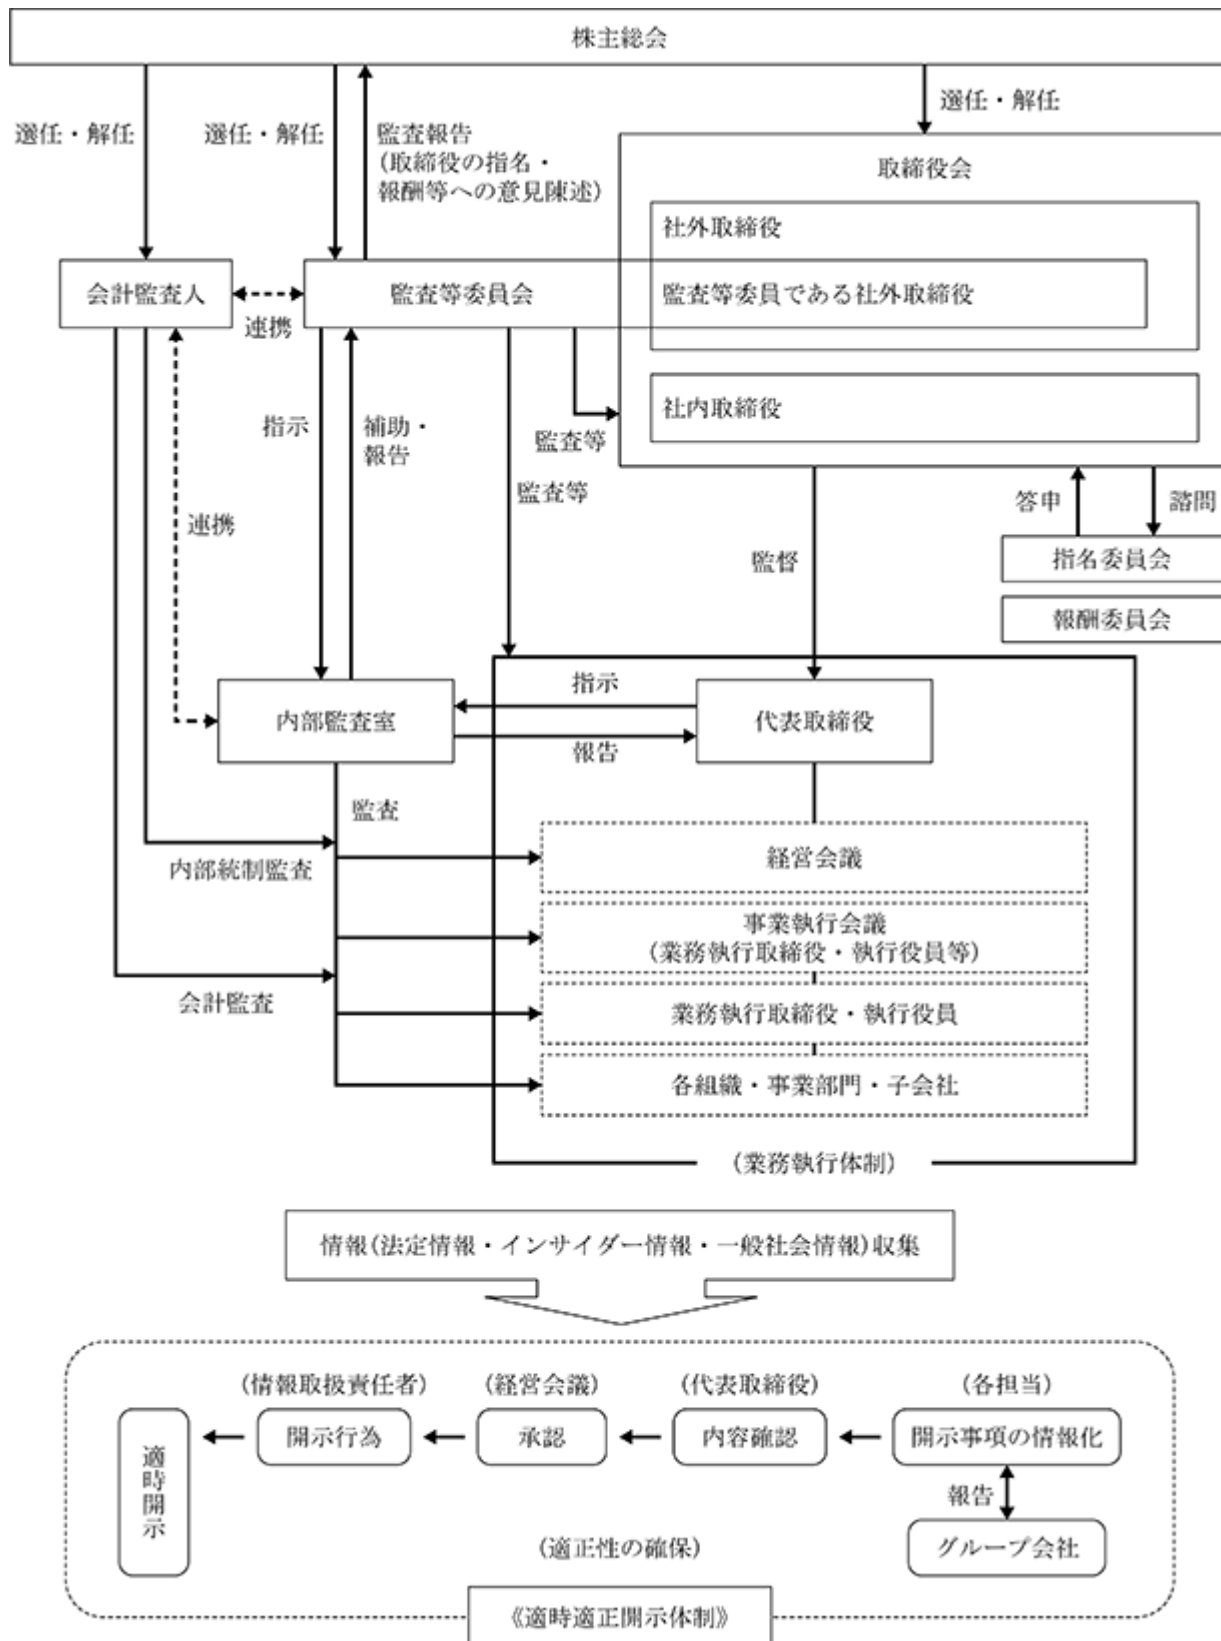 株主総会
選任・解任
選任・解任
監査報告
(取締役の指名・
報酬等への意見陳述)
選任・解任
取締役会
社外取締役
会計監査人
連携
監査等委員会
監査等委員である社外取締役
社内取締役
指示
補助・
報告
監査等
監査等
連携
監督
答申
諮問
指名委員会
報酬委員会
内部監査室
指示
報告
代表取締役
監査
内部統制監査
会計監査
経営会議
事業執行会議
(業務執行取締役・執行役員等)
業務執行取締役・執行役員
各組織・事業部門・子会社
(業務執行体制)
情報(法定情報・インサイダー情報・一般社会情報)収集
(情報取扱責任者)
(経営会議)
(代表取締役)
(各担当)
適時開示
開示行為
承認
内容確認
開示事項の情報化
報告
グループ会社
(適正性の確保)
《適時適正開示体制》